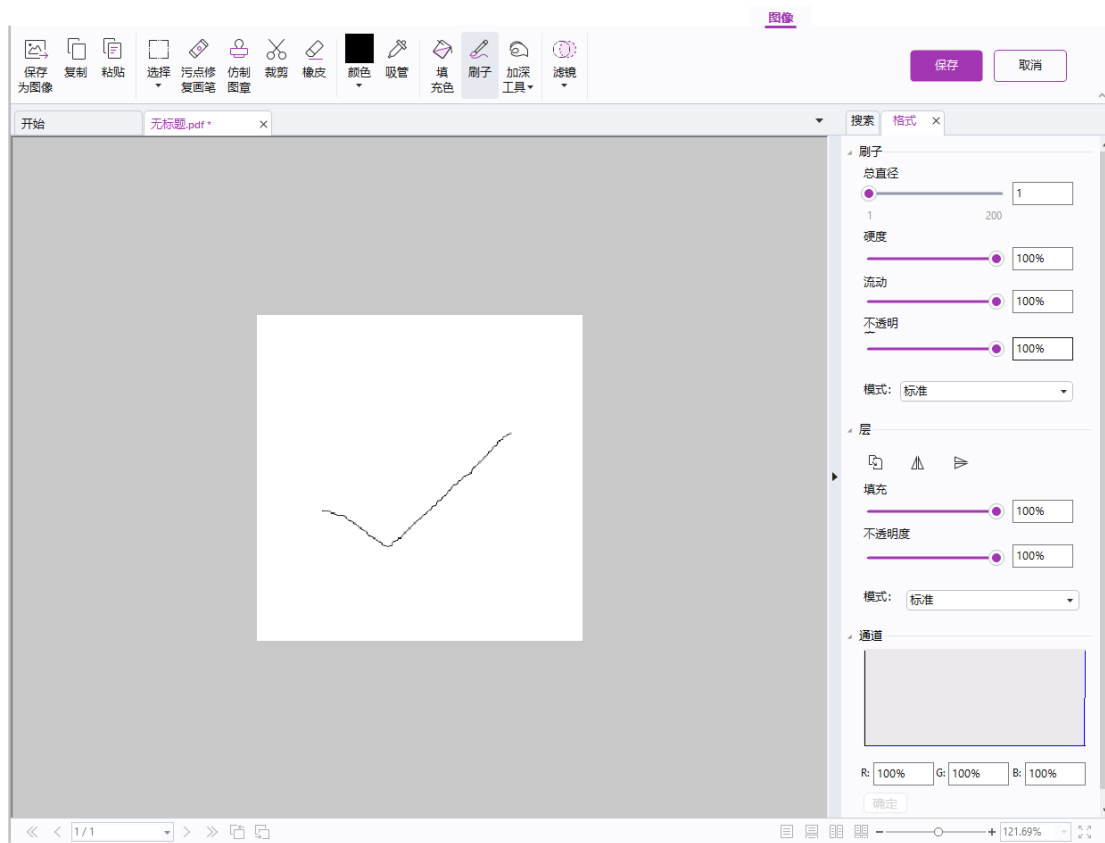 图像
保存为图像
复制
粘贴
选择
污点修复画笔
仿制图章
裁剪
橡皮
颜色
吸管
填充色
刷子
加深工具
滤镜
保存
取消
开始
无标题.pdf *
搜索
格式
刷子
总直径
1
1 200
硬度
100%
流动
100%
不透明
100%
模式: 标准
层
填充
100%
不透明度
100%
模式: 标准
通道
R: 100% G: 100% B: 100%
确定
1 / 1
121.69%